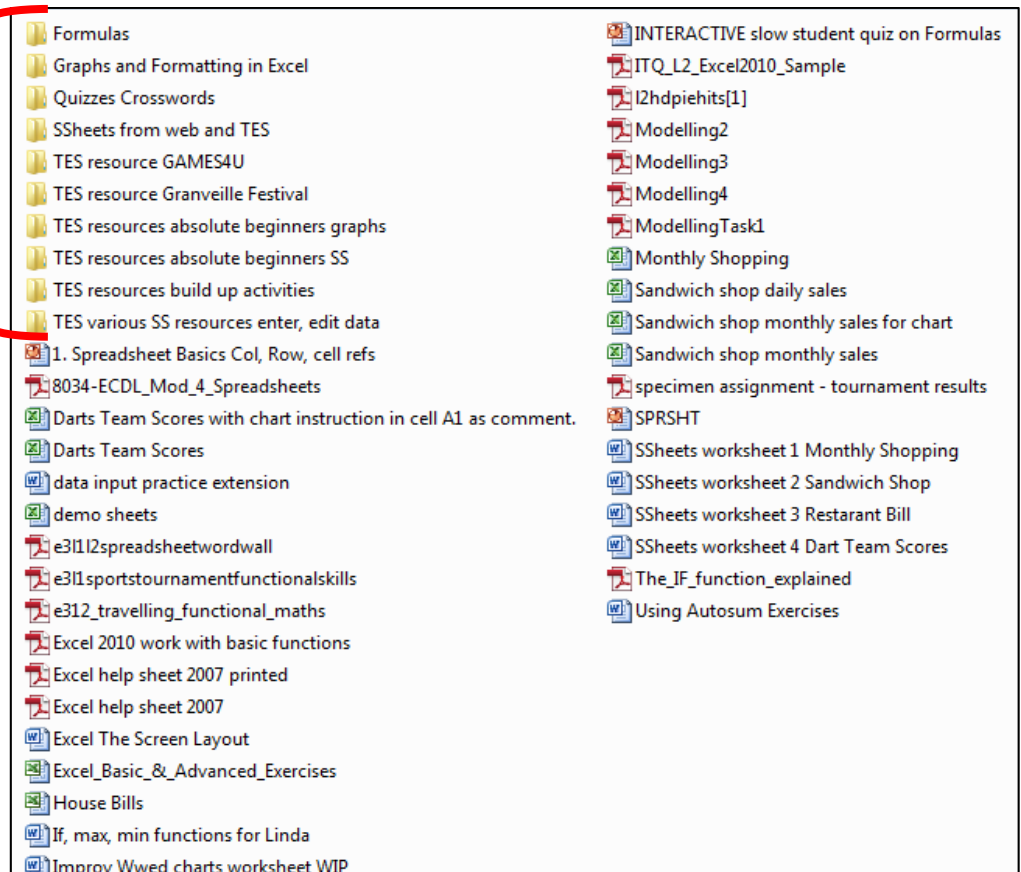 Formulas
Graphs and Formatting in Excel
Quizzes Crosswords
SSheets from web and TES
TES resource GAMES4U
TES resource Granveille Festival
TES resources absolute beginners graphs
TES resources absolute beginners SS
TES resources build up activities
TES various SS resources enter, edit data
1. Spreadsheet Basics Col, Row, cell refs
8034-ECDL_Mod_4_Spreadsheets
Darts Team Scores with chart instruction in cell A1 as comment.
Darts Team Scores
data input practice extension
demo sheets
e3l1l2spreadsheetwordwall
e3l1sportstournamentfunctionalskills
e312_travelling_functional_maths
Excel 2010 work with basic functions
Excel help sheet 2007 printed
Excel help sheet 2007
Excel The Screen Layout
Excel_Basic_&_Advanced_Exercises
House Bills
If, max, min functions for Linda
Improv Wwed charts worksheet WIP
INTERACTIVE slow student quiz on Formulas
ITQ_L2_Excel2010_Sample
l2hdpiehits[1]
Modelling2
Modelling3
Modelling4
ModellingTask1
Monthly Shopping
Sandwich shop daily sales
Sandwich shop monthly sales for chart
Sandwich shop monthly sales
specimen assignment - tournament results
SPRSHT
SSheets worksheet 1 Monthly Shopping
SSheets worksheet 2 Sandwich Shop
SSheets worksheet 3 Restarant Bill
SSheets worksheet 4 Dart Team Scores
The_IF_function_explained
Using Autosum Exercises